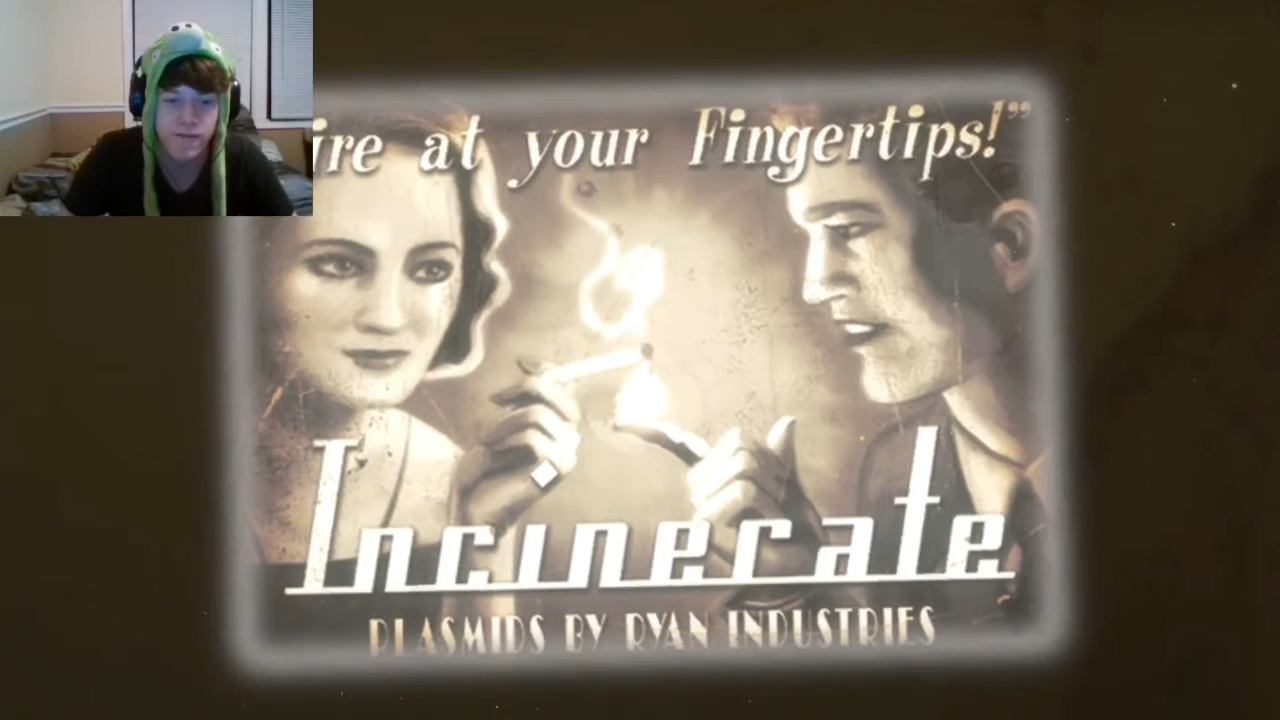 ire at your Fingertips!”
Incinerate
PLASMIDS BY RYAN INDUSTRIES